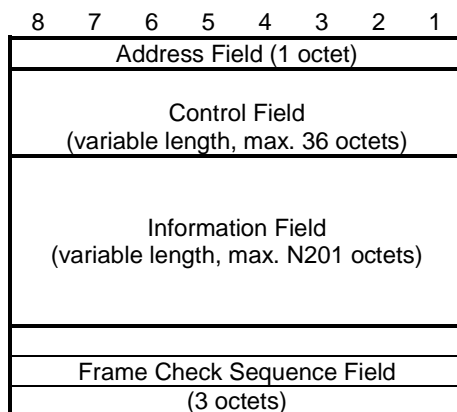 8 7 6 5 4 3 2 1
Address Field (1 octet)
Control Field
(variable length, max. 36 octets)
Information Field
(variable length, max. N201 octets)
Frame Check Sequence Field
(3 octets)